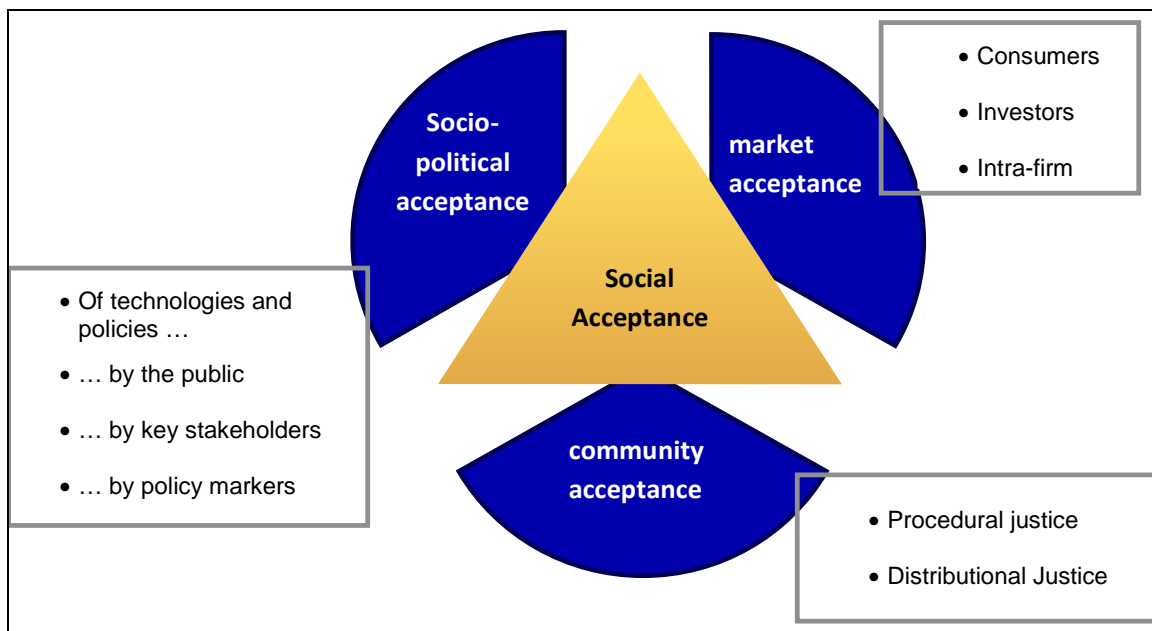 Socio-
political
acceptance
market
acceptance
• Consumers
• Investors
• Intra-firm
Social
Acceptance
• Of technologies and
policies …
• … by the public
• … by key stakeholders
• … by policy markers
community
acceptance
• Procedural justice
• Distributional Justice